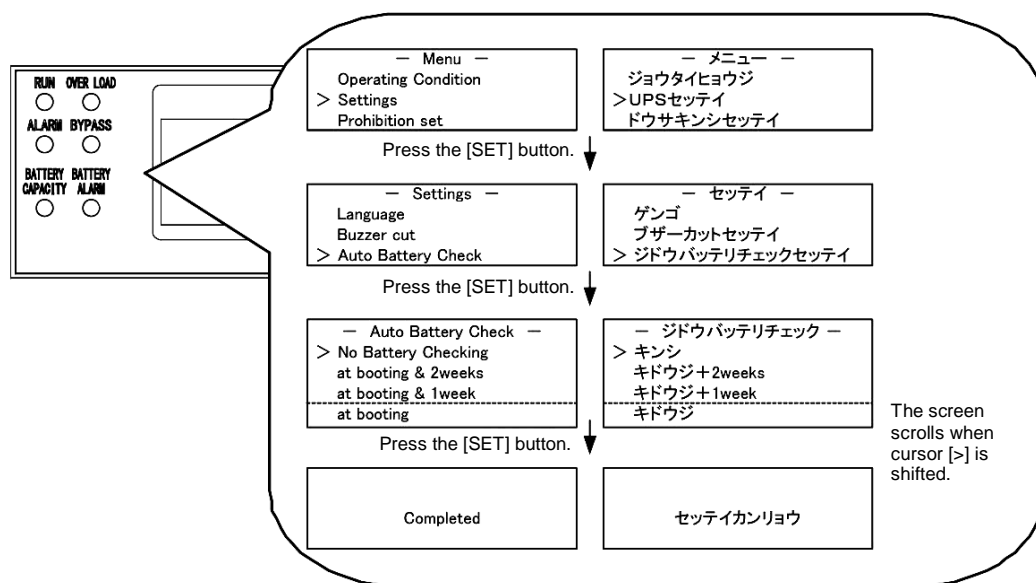 RUN OVER LOAD
ALARM BYPASS
BATTERY BATTERY
CAPACITY ALARM
— Menu —
Operating Condition
> Settings
Prohibition set
— メニュー —
ジョウタイヒョウジ
>UPSセッテイ
ドウサキンシセッテイ
Press the [SET] button.
— Settings —
Language
Buzzer cut
> Auto Battery Check
— セッテイ —
ゲンゴ
ブザーカットセッテイ
> ジドウバッテリチェックセッテイ
Press the [SET] button.
— Auto Battery Check —
> No Battery Checking
at booting & 2weeks
at booting & 1week
at booting
— ジドウバッテリチェック —
> キンシ
キドウジ+2weeks
キドウジ+1week
キドウジ
The screen
scrolls when
cursor [>] is
shifted.
Press the [SET] button.
Completed
セッテイカンリョウ